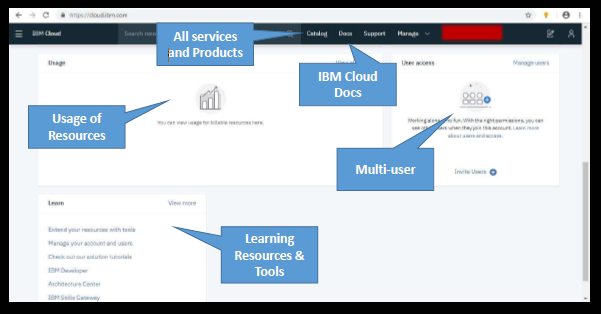 https://cloud.ibm.com
IBM Cloud
Search resou
Catalog
Docs
Support
Manage
All services
and Products
IBM Cloud
Docs
Usage
User access
Manage users
Usage of
Resources
You can view usage for billable resources here.
Working alone is no fun. With the right permissions, you can
see other users when they join this account. Learn more
about users and access.
Multi-user
Invite Users
Learn
View more
Extend your resources with tools
Manage your account and users
Check out our solution tutorials
IBM Developer
Architecture Center
IBM Skills Gateway
Learning
Resources &
Tools